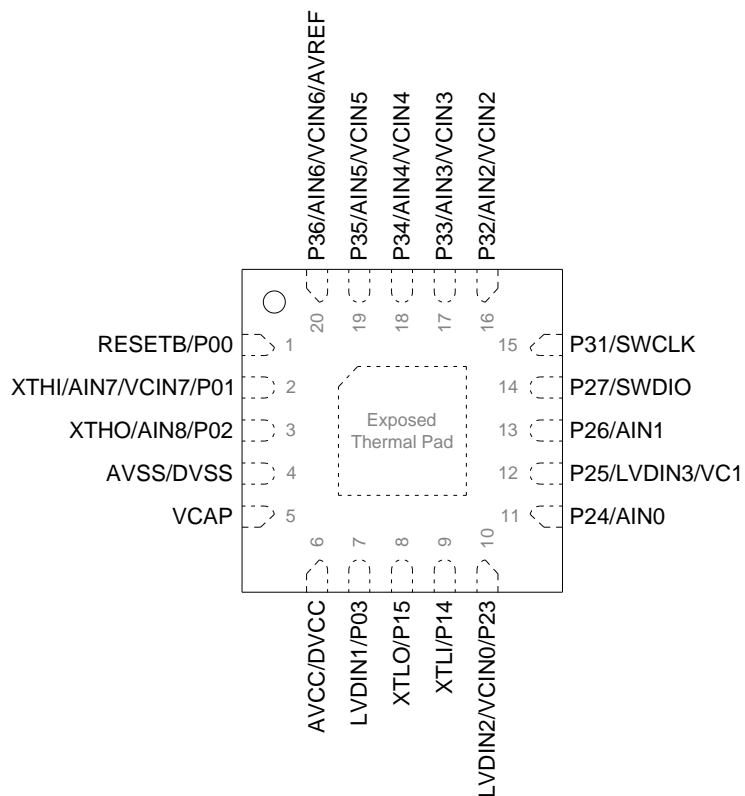 P36/AIN6/VCIN6/AVREF
P35/AIN5/VCIN5
P34/AIN4/VCIN4
P33/AIN3/VCIN3
P32/AIN2/VCIN2
20
19
18
17
16
RESETB/P00
1
XTHI/AIN7/VCIN7/P01
2
XTHO/AIN8/P02
3
AVSS/DVSS
4
VCAP
5
Exposed
Thermal Pad
15
P31/SWCLK
14
P27/SWDIO
13
P26/AIN1
12
P25/LVDIN3/VC1
11
P24/AIN0
6
7
8
9
10
AVCC/DVCC
LVDIN1/P03
XTLO/P15
XTLI/P14
LVDIN2/VCIN0/P23